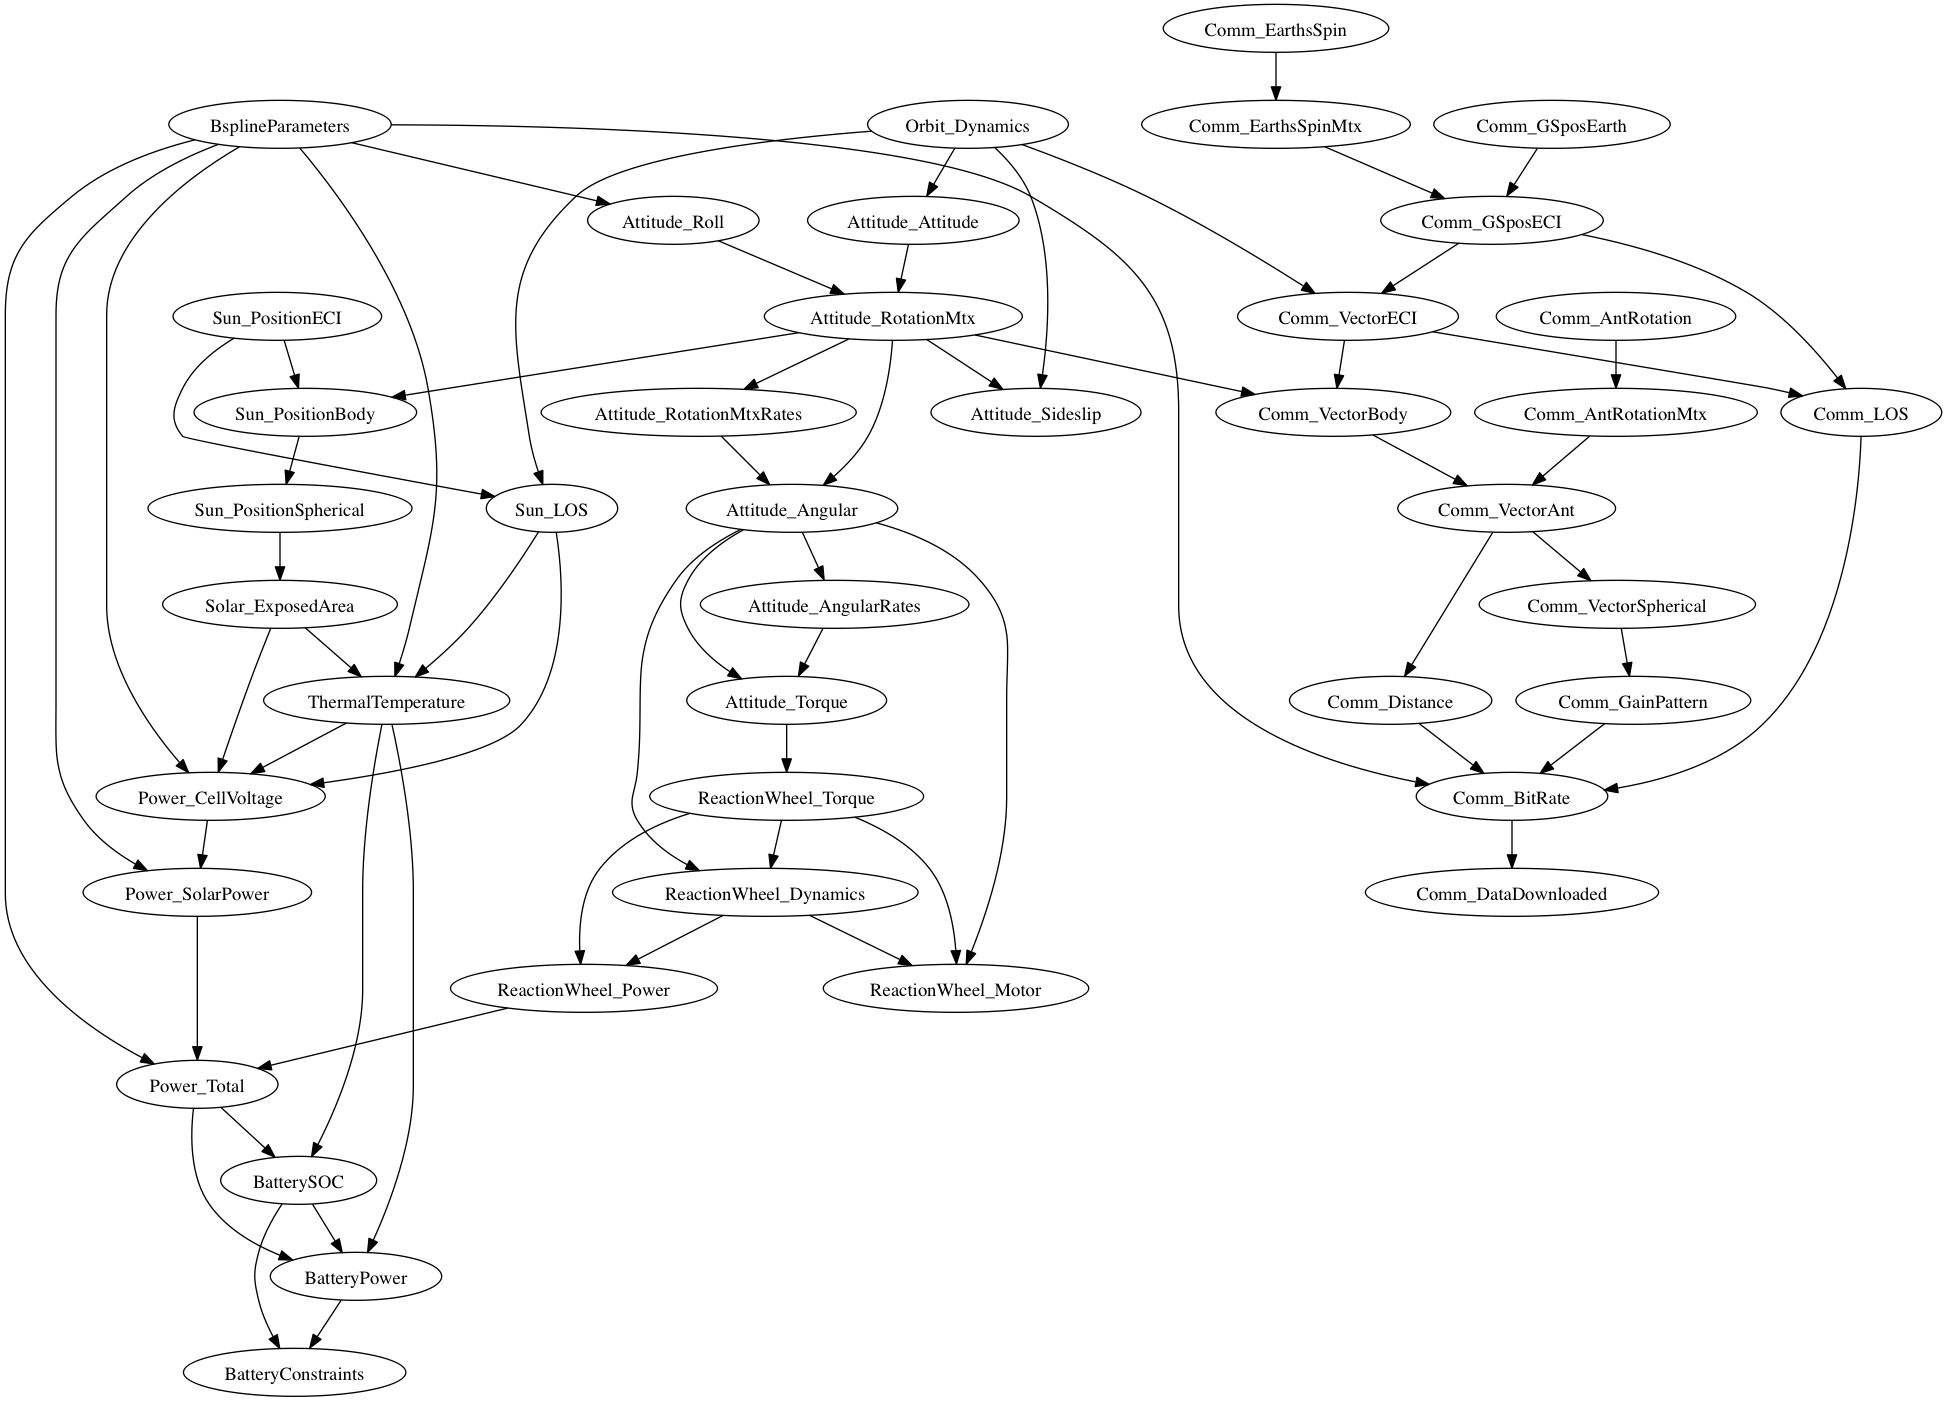 Comm_EarthsSpin
BsplineParameters
Orbit_Dynamics
Comm_EarthsSpinMtx
Comm_GSposEarth
Attitude_Roll
Attitude_Attitude
Comm_GSposECI
Sun_PositionECI
Attitude_RotationMtx
Comm_VectorECI
Comm_AntRotation
Sun_PositionBody
Attitude_RotationMtxRates
Attitude_Sideslip
Comm_VectorBody
Comm_AntRotationMtx
Comm_LOS
Sun_PositionSpherical
Sun_LOS
Attitude_Angular
Comm_VectorAnt
Solar_ExposedArea
Attitude_AngularRates
Comm_VectorSpherical
ThermalTemperature
Attitude_Torque
Comm_Distance
Comm_GainPattern
Power_CellVoltage
ReactionWheel_Torque
Comm_BitRate
Power_SolarPower
ReactionWheel_Dynamics
Comm_DataDownloaded
ReactionWheel_Power
ReactionWheel_Motor
Power_Total
BatterySOC
BatteryPower
BatteryConstraints